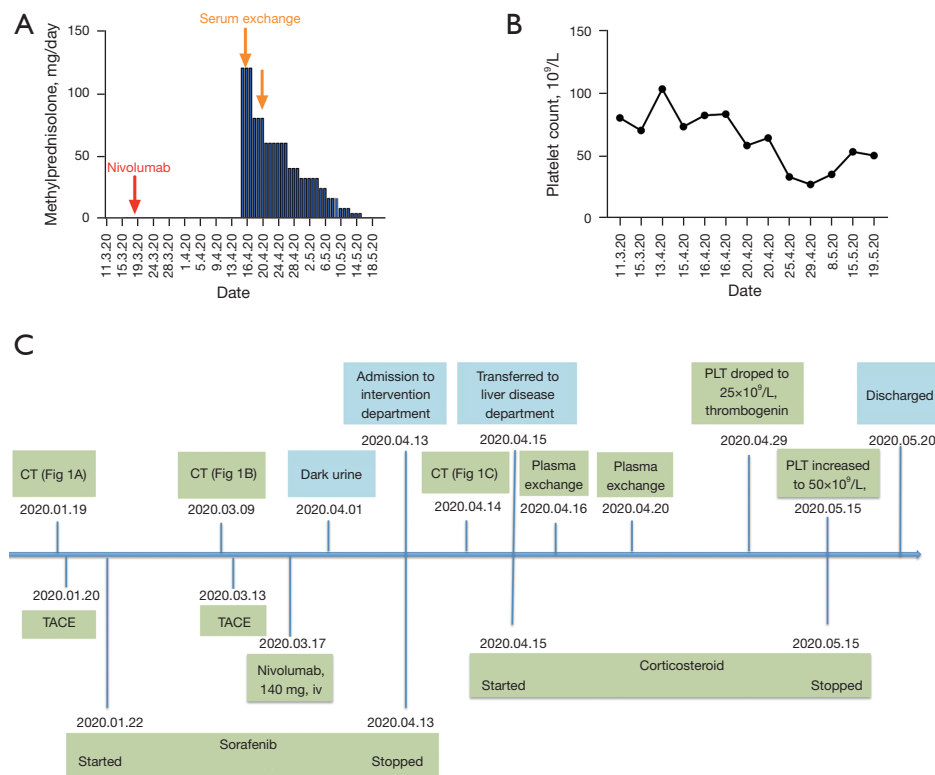 A
Serum exchange
Methylprednisolone, mg/day
150
100
50
0
Nivolumab
11.3.20
15.3.20
19.3.20
24.3.20
28.3.20
1.4.20
5.4.20
9.4.20
13.4.20
16.4.20
20.4.20
24.4.20
28.4.20
2.5.20
6.5.20
10.5.20
14.5.20
18.5.20
Date
B
Platelet count, 10⁹/L
150
100
50
0
11.3.20
15.3.20
13.4.20
15.4.20
16.4.20
16.4.20
20.4.20
20.4.20
25.4.20
29.4.20
8.5.20
15.5.20
19.5.20
Date
C
Admission to
intervention
department
2020.04.13
Transferred to
liver disease
department
2020.04.15
PLT droped to
25×10⁹/L,
thrombogenin
2020.04.29
Discharged
2020.05.20
CT (Fig 1A)
2020.01.19
CT (Fig 1B)
2020.03.09
Dark urine
2020.04.01
CT (Fig 1C)
2020.04.14
Plasma
exchange
2020.04.16
Plasma
exchange
2020.04.20
PLT increased
to 50×10⁹/L,
2020.05.15
2020.01.20
TACE
2020.03.13
TACE
2020.03.17
Nivolumab,
140 mg, iv
2020.04.15
2020.05.15
Corticosteroid
Started
Stopped
2020.01.22
2020.04.13
Sorafenib
Started
Stopped